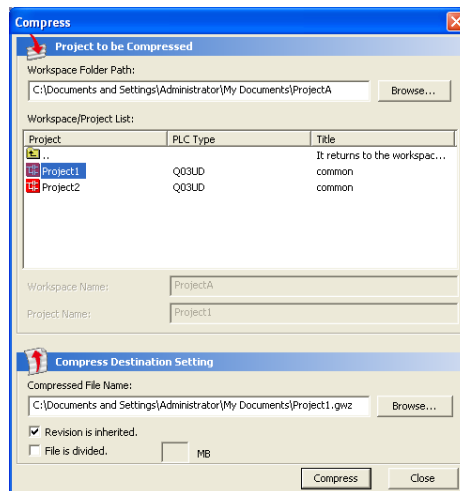 Compress
Project to be Compressed
Workspace Folder Path:
C:\Documents and Settings\Administrator\My Documents\ProjectA
Browse...
Workspace/Project List:
Project PLC Type Title
.. It returns to the workspac...
Project1 Q03UD common
Project2 Q03UD common
Workspace Name: ProjectA
Project Name: Project1
Compress Destination Setting
Compressed File Name:
C:\Documents and Settings\Administrator\My Documents\Project1.gwz
Browse...
Revision is inherited.
File is divided. MB
Compress Close